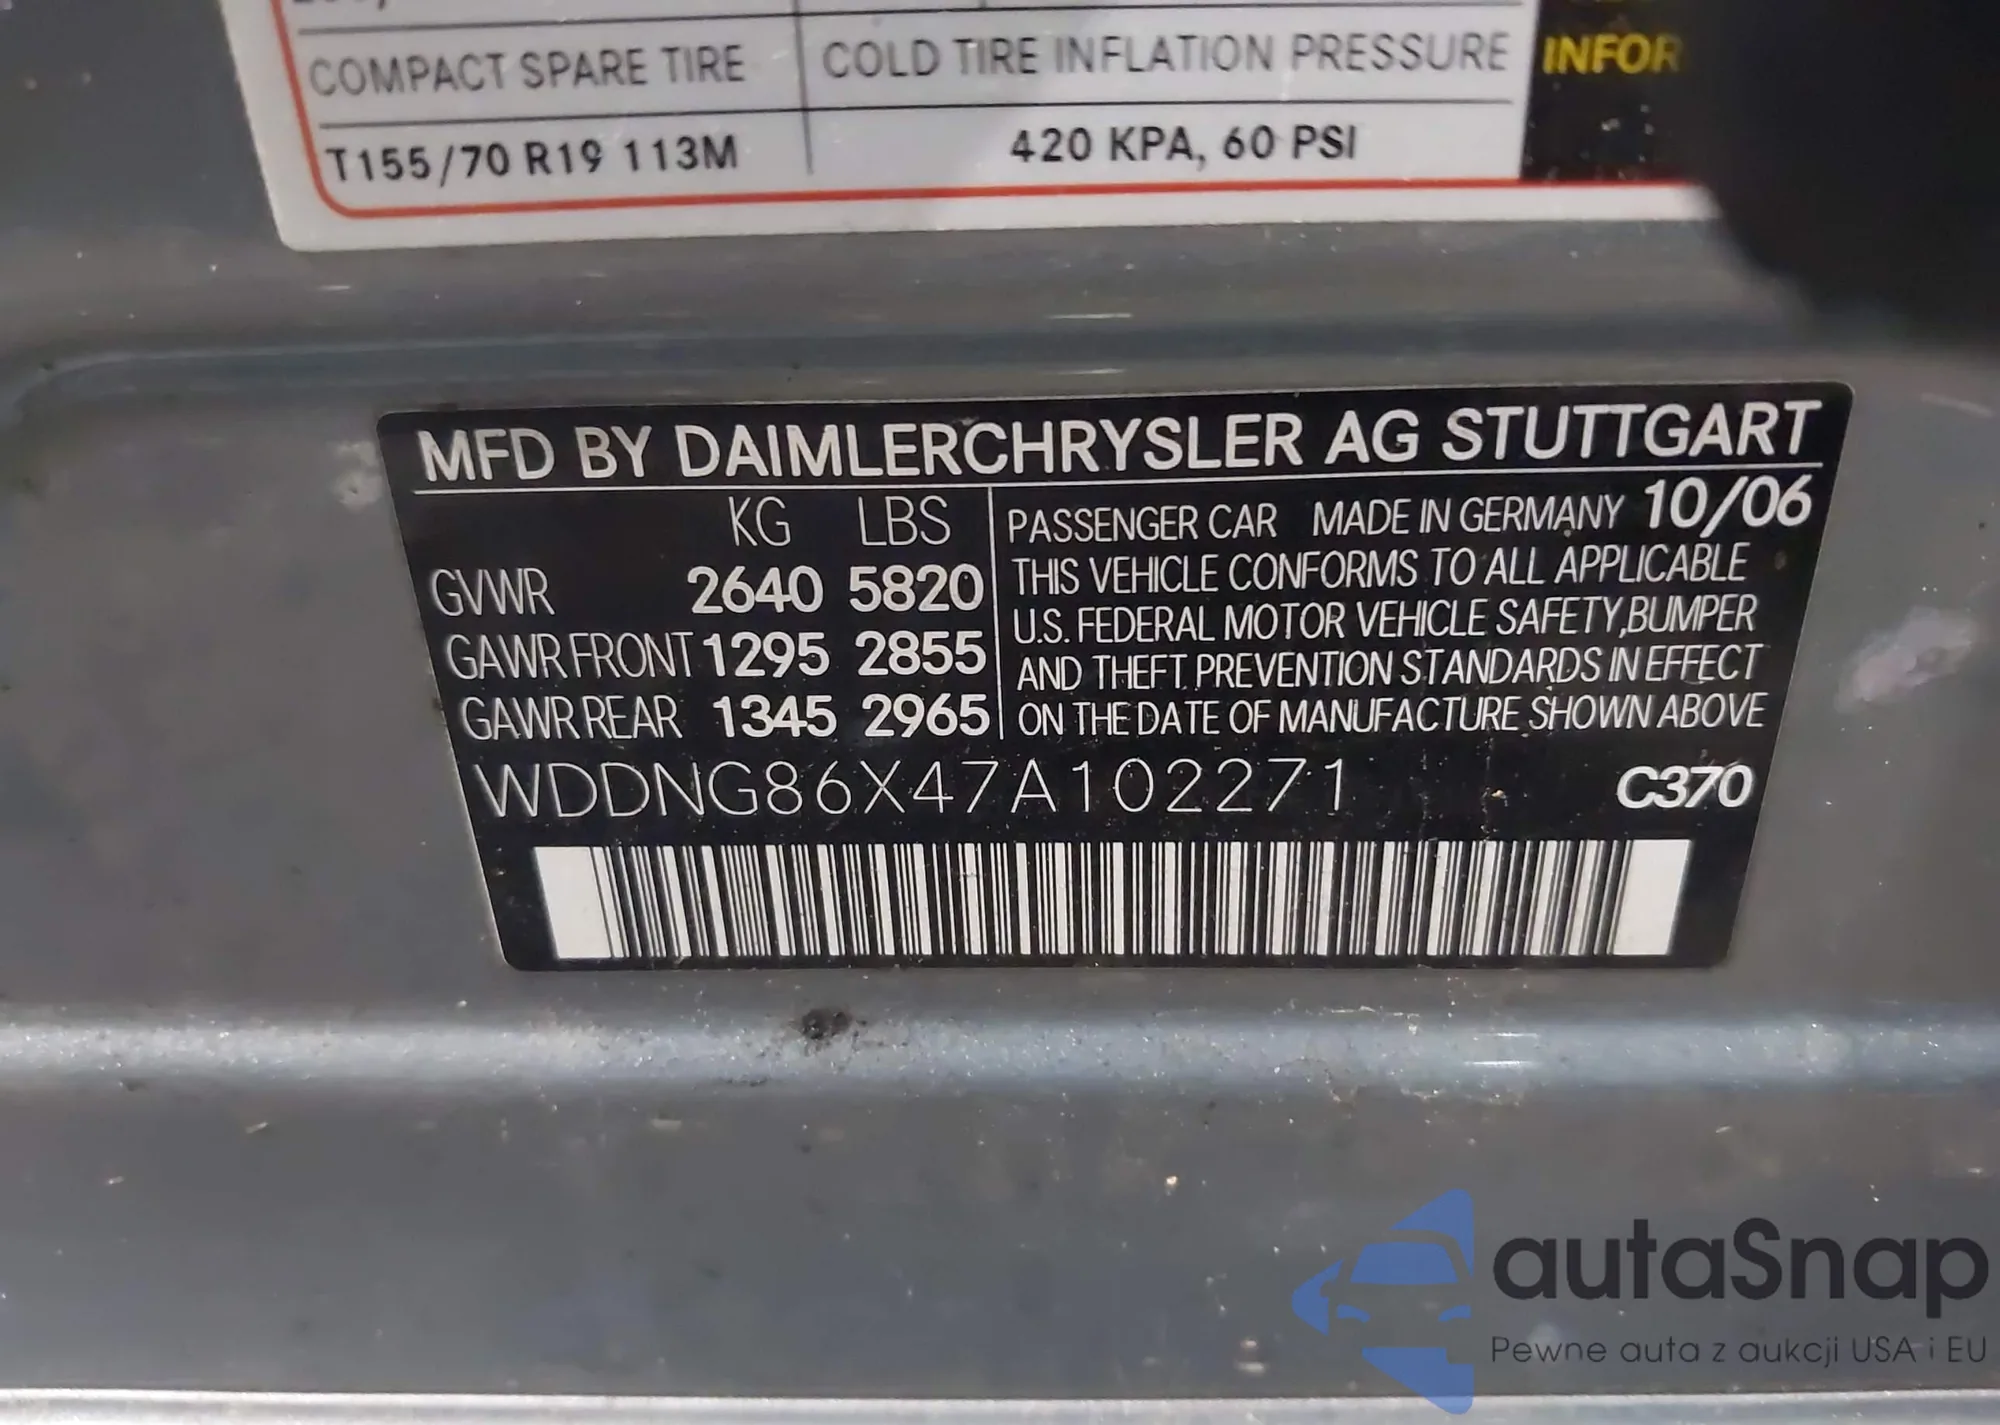 COMPACT SPARE TIRE COLD TIRE INFLATION PRESSURE INFOR
T155/70 R19 113M 420 KPA, 60 PSI
MFD BY DAIMLERCHRYSLER AG STUTTGART
KG LBS PASSENGER CAR MADE IN GERMANY 10/06
GVWR 2640 5820 THIS VEHICLE CONFORMS TO ALL APPLICABLE
U.S. FEDERAL MOTOR VEHICLE SAFETY,BUMPER
GAWR FRONT 1295 2855 AND THEFT PREVENTION STANDARDS IN EFFECT
GAWR REAR 1345 2965 ON THE DATE OF MANUFACTURE SHOWN ABOVE
WDDNG86X47A102271 C370
autaSnap
Pewne auta z aukcji USA i EU